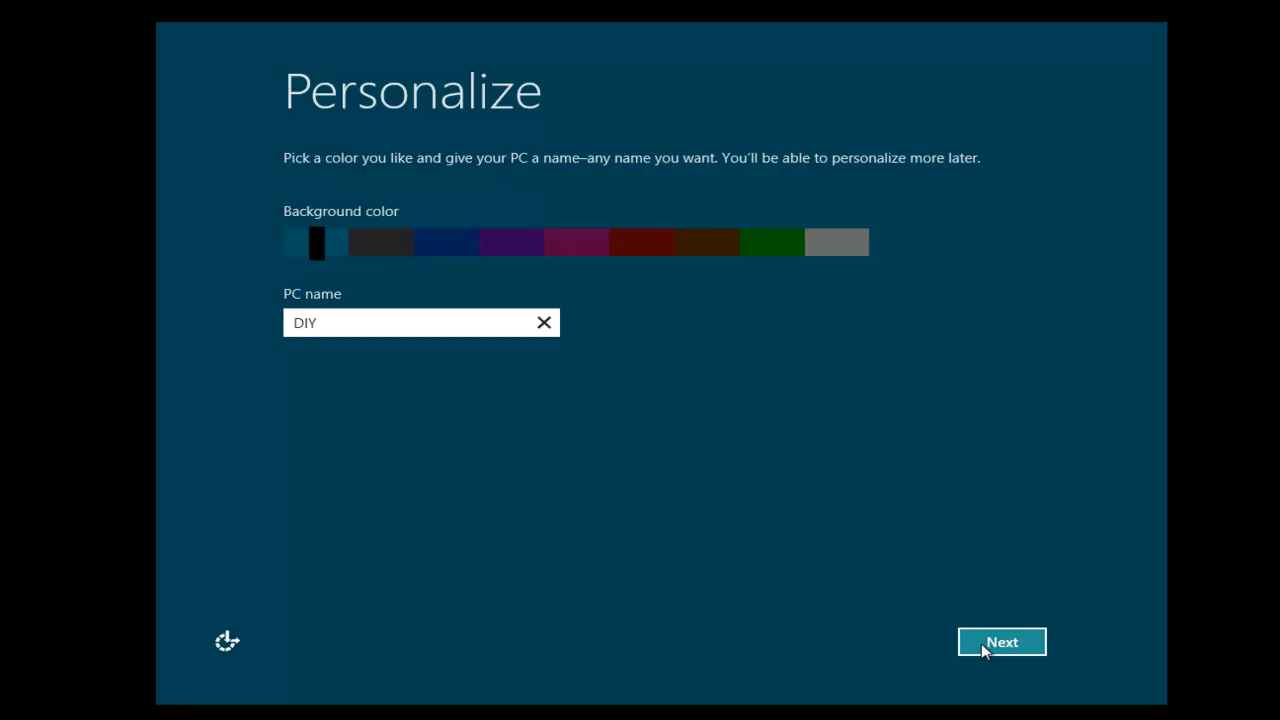 Personalize
Pick a color you like and give your PC a name–any name you want. You'll be able to personalize more later.
Background color
PC name
DIY
Next